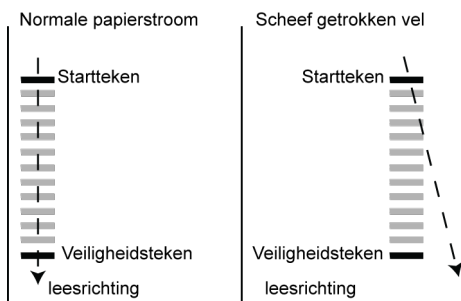 Normale papierstroom
Startteken
Veiligheidsteken
leesrichting
Scheef getrokken vel
Startteken
Veiligheidsteken
leesrichting